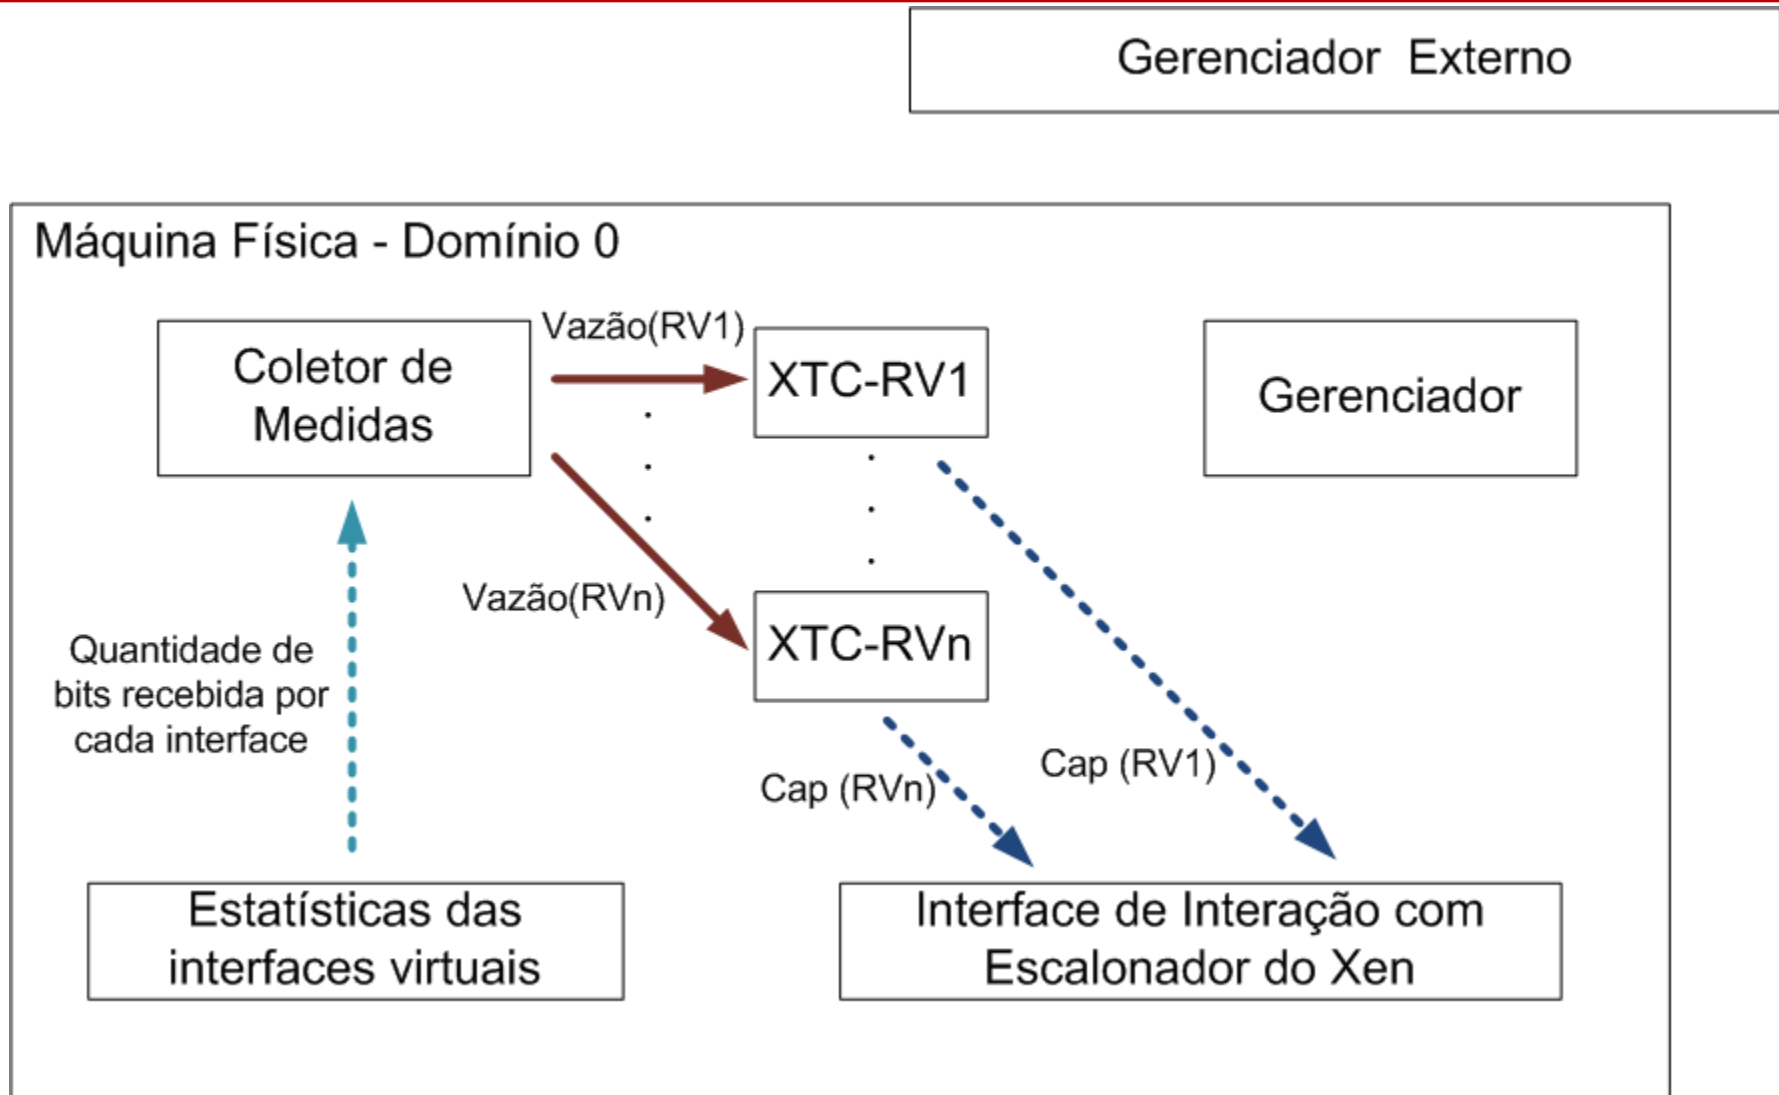 Gerenciador Externo
Máquina Física - Domínio 0
Vazão(RV1)
Coletor de
Medidas
XTC-RV1
Gerenciador
Vazão(RVn)
XTC-RVn
Quantidade de
bits recebida por
cada interface
Cap (RVn)
Cap (RV1)
Estatísticas das
interfaces virtuais
Interface de Interação com
Escalonador do Xen